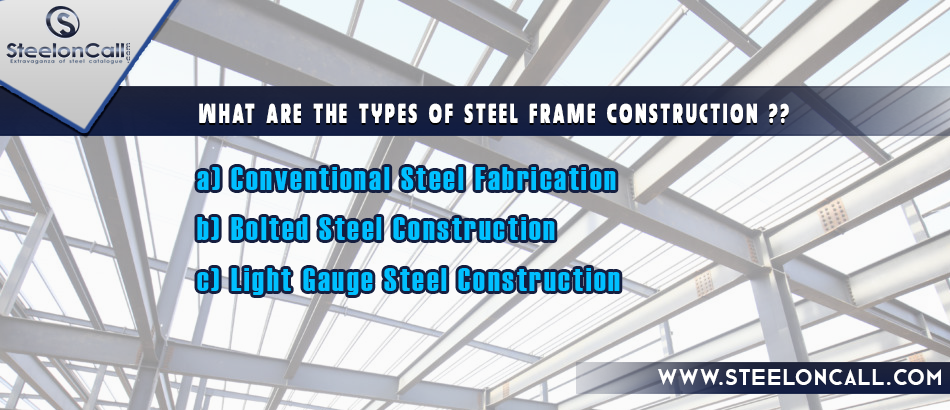 SteelonCall
Extravaganza of steel catalogue
WHAT ARE THE TYPES OF STEEL FRAME CONSTRUCTION ??
a) Conventional Steel Fabrication
b) Bolted Steel Construction
c) Light Gauge Steel Construction
WWW.STEELONCALL.COM